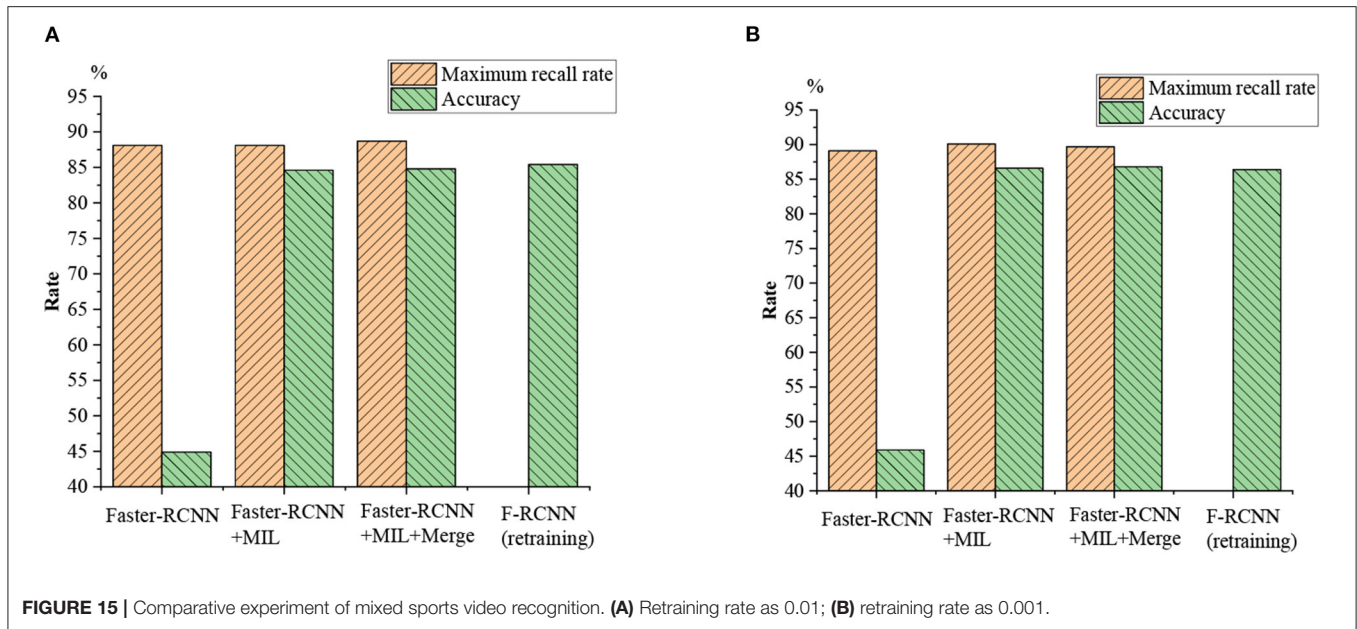 A
%
Maximum recall rate
Accuracy
95
90
85
80
75
70
65
60
55
50
45
40
Rate
Faster-RCNN
Faster-RCNN
+MIL
Faster-RCNN
+MIL+Merge
F-RCNN
(retraining)
B
%
Maximum recall rate
Accuracy
95
90
85
80
75
70
65
60
55
50
45
40
Rate
Faster-RCNN
Faster-RCNN
+MIL
Faster-RCNN
+MIL+Merge
F-RCNN
(retraining)
FIGURE 15 | Comparative experiment of mixed sports video recognition. (A) Retraining rate as 0.01; (B) retraining rate as 0.001.